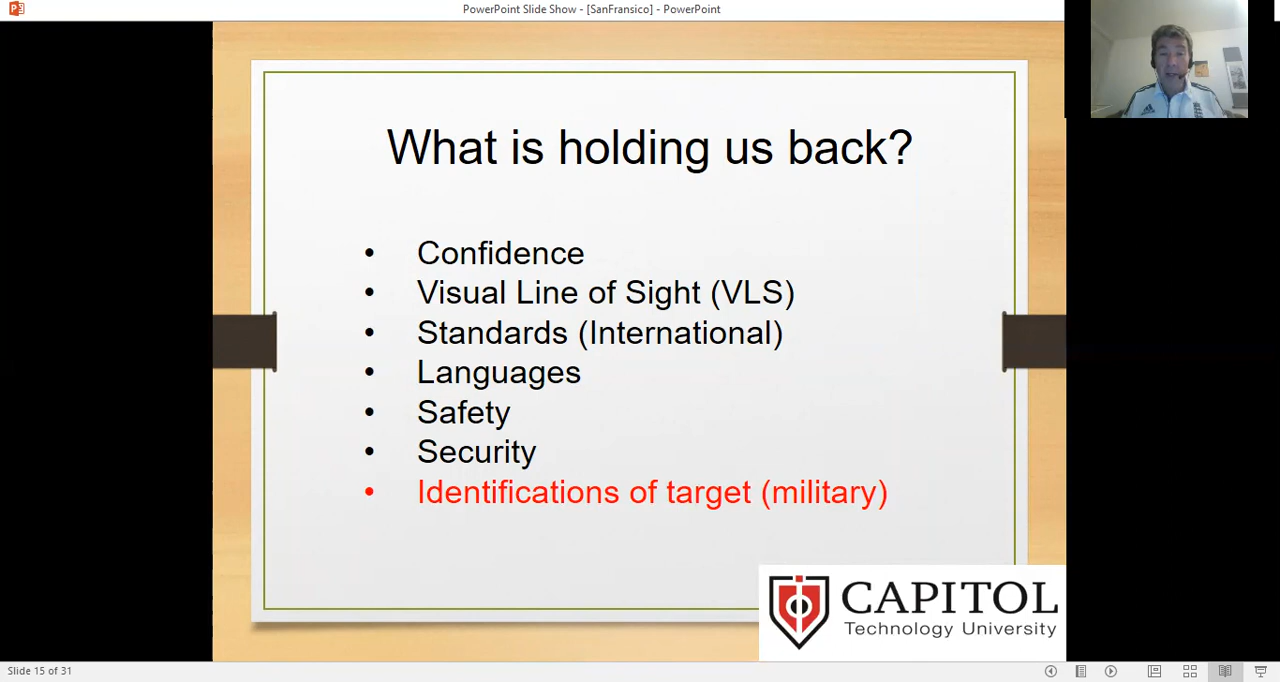 PowerPoint Slide Show - [SanFransico] - PowerPoint
What is holding us back?
• Confidence
• Visual Line of Sight (VLS)
• Standards (International)
• Languages
• Safety
• Security
• Identifications of target (military)
CAPITOL
Technology University
Slide 15 of 31